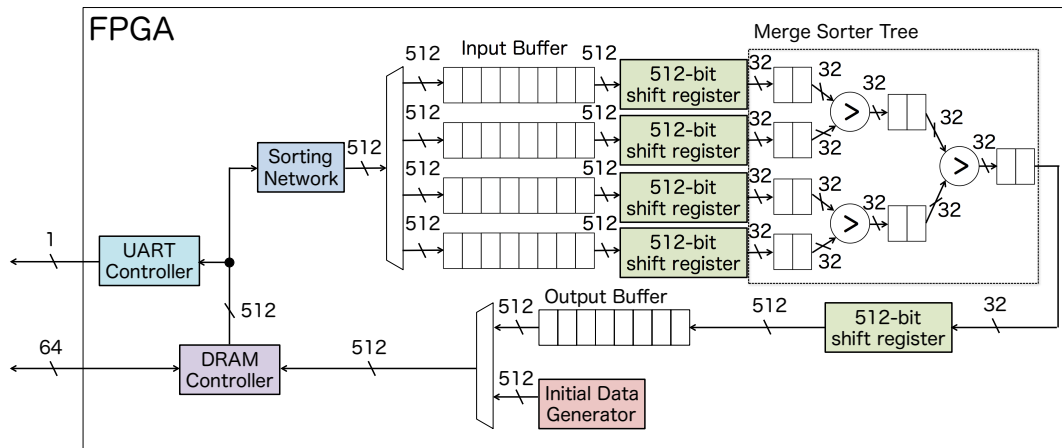 FPGA
Merge Sorter Tree
512
Input Buffer
512
512-bit
shift register
32
32
32
512
512
512-bit
shift register
32
32
32
32
Sorting
Network
512
512
512
512-bit
shift register
32
32
32
32
512
512
512-bit
shift register
32
32
1
UART
Controller
512
Output Buffer
512
512
512-bit
shift register
32
64
DRAM
Controller
512
512
Initial Data
Generator